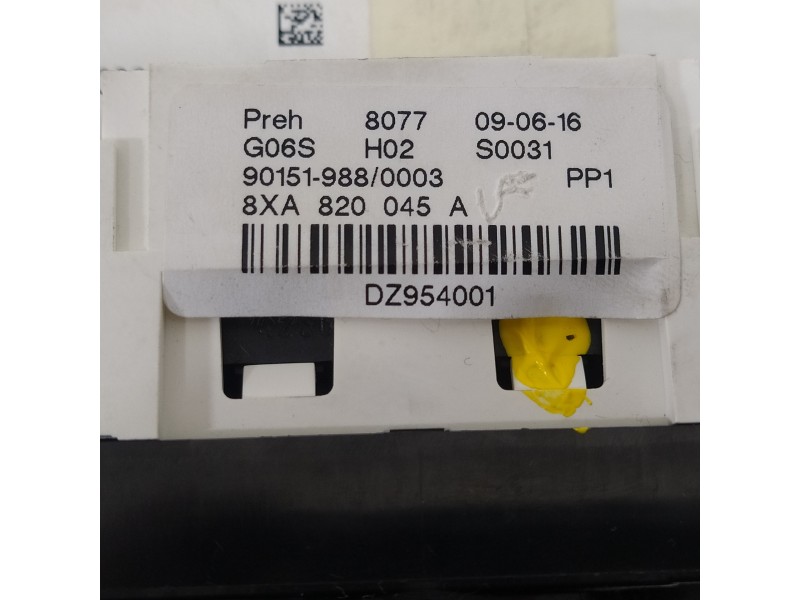 Preh 8077 09-06-16
G06S H02 S0031
90151-988/0003 PP1
8XA 820 045 A
DZ954001